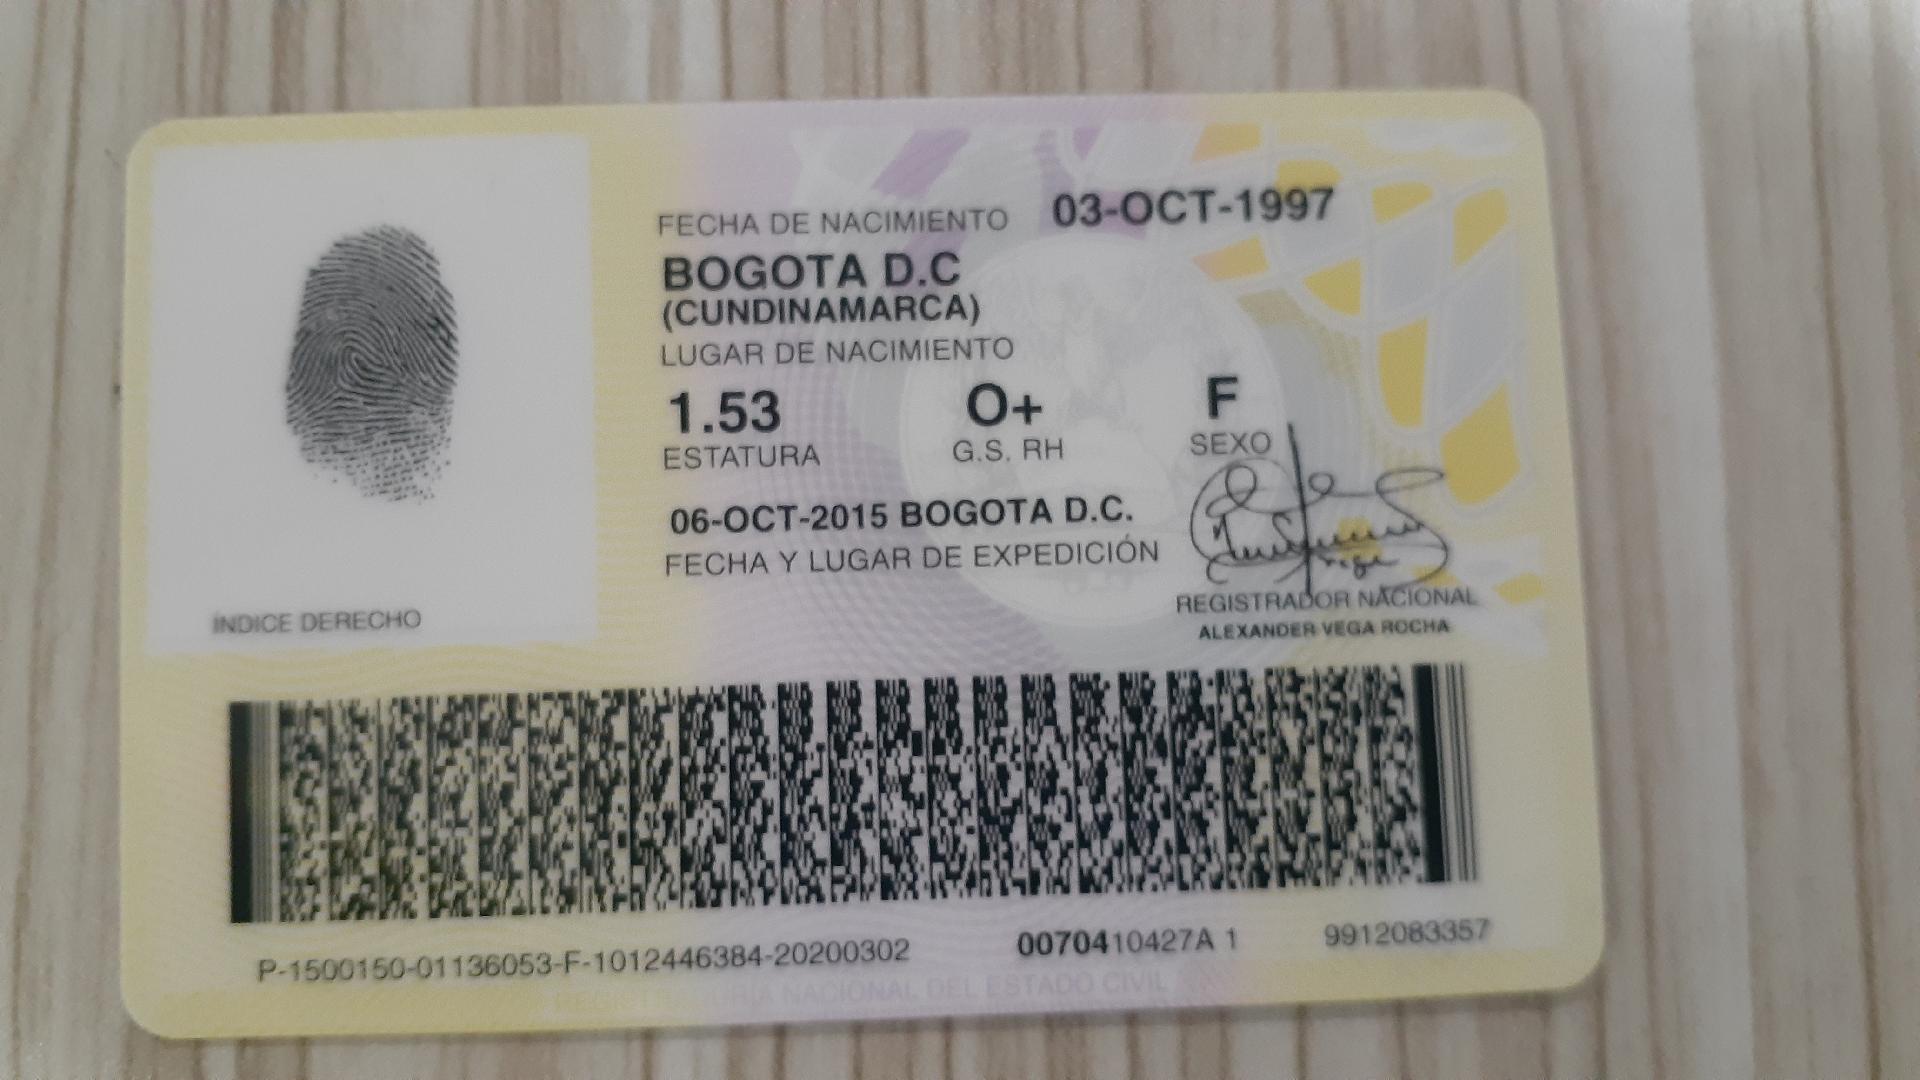 FECHA DE NACIMIENTO 03-OCT-1997
BOGOTA D.C
(CUNDINAMARCA)
LUGAR DE NACIMIENTO
1.53 O+ F
ESTATURA G.S. RH SEXO
06-OCT-2015 BOGOTA D.C.
FECHA Y LUGAR DE EXPEDICIÓN
REGISTRADOR NACIONAL
ALEXANDER VEGA ROCHA
ÍNDICE DERECHO
P-1500150-01136053-F-1012446384-20200302 0070410427A 1 9912083357
REGISTRADURIA NACIONAL DEL ESTADO CIVIL